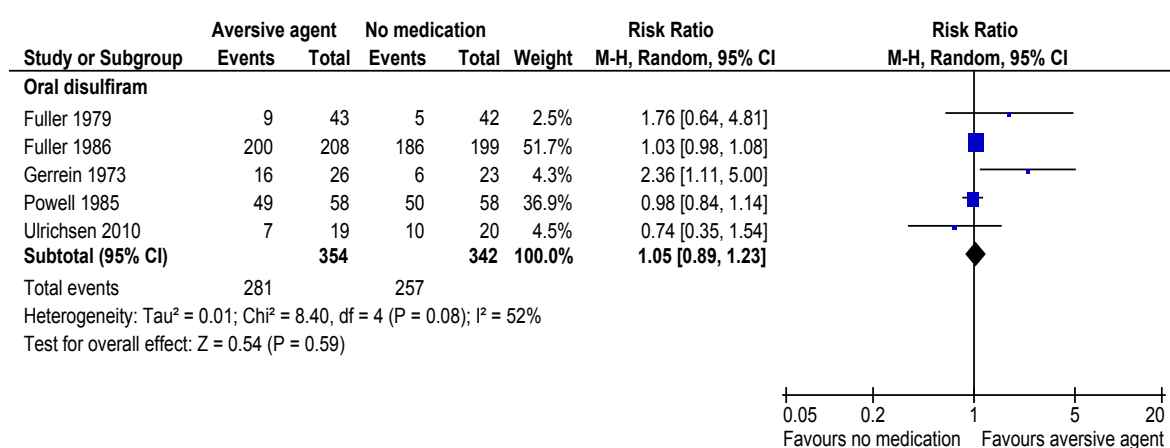 Aversive agent No medication Risk Ratio Risk Ratio
Study or Subgroup Events Total Events Total Weight M-H, Random, 95% CI M-H, Random, 95% CI
Oral disulfiram
Fuller 1979 9 43 5 42 2.5% 1.76 [0.64, 4.81]
Fuller 1986 200 208 186 199 51.7% 1.03 [0.98, 1.08]
Gerrein 1973 16 26 6 23 4.3% 2.36 [1.11, 5.00]
Powell 1985 49 58 50 58 36.9% 0.98 [0.84, 1.14]
Ulrichsen 2010 7 19 10 20 4.5% 0.74 [0.35, 1.54]
Subtotal (95% CI) 354 342 100.0% 1.05 [0.89, 1.23]
Total events 281 257
Heterogeneity: Tau² = 0.01; Chi² = 8.40, df = 4 (P = 0.08); I² = 52%
Test for overall effect: Z = 0.54 (P = 0.59)
0.05 0.2 1 5 20
Favours no medication Favours aversive agent